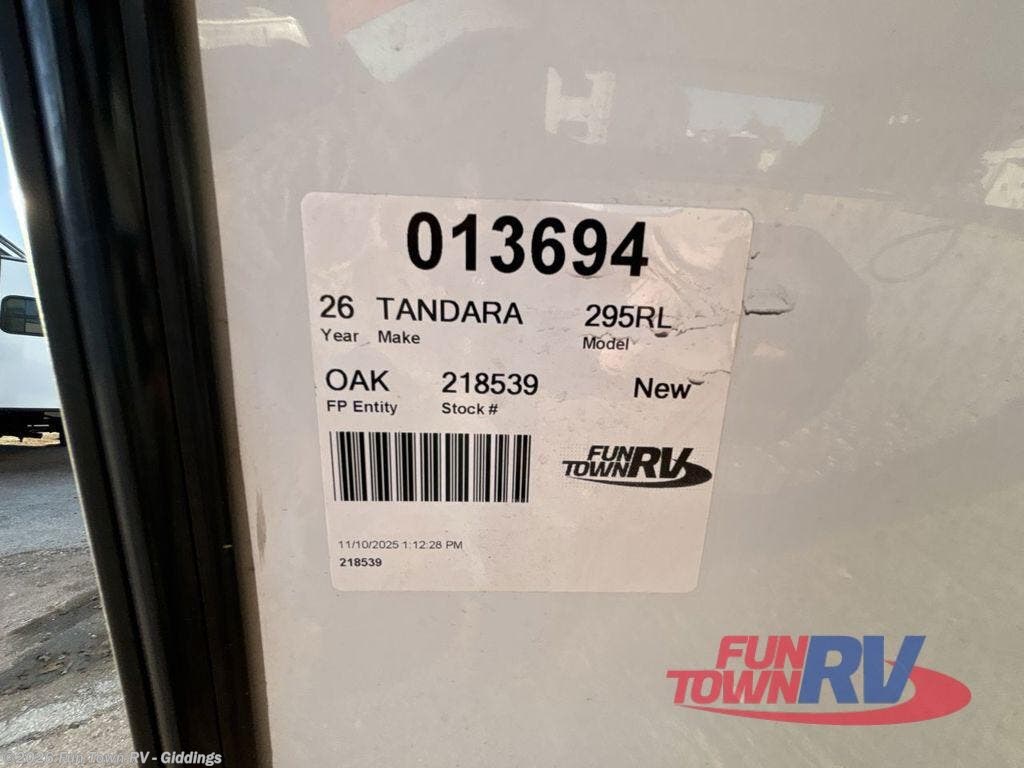 013694
26 TANDARA 295RL
Year Make Model
OAK 218539 New
FP Entity Stock #
FUN
TOWN RV
11/10/2025 1:12:28 PM
218539
FUN
TOWN RV
Fun Town RV - Giddings